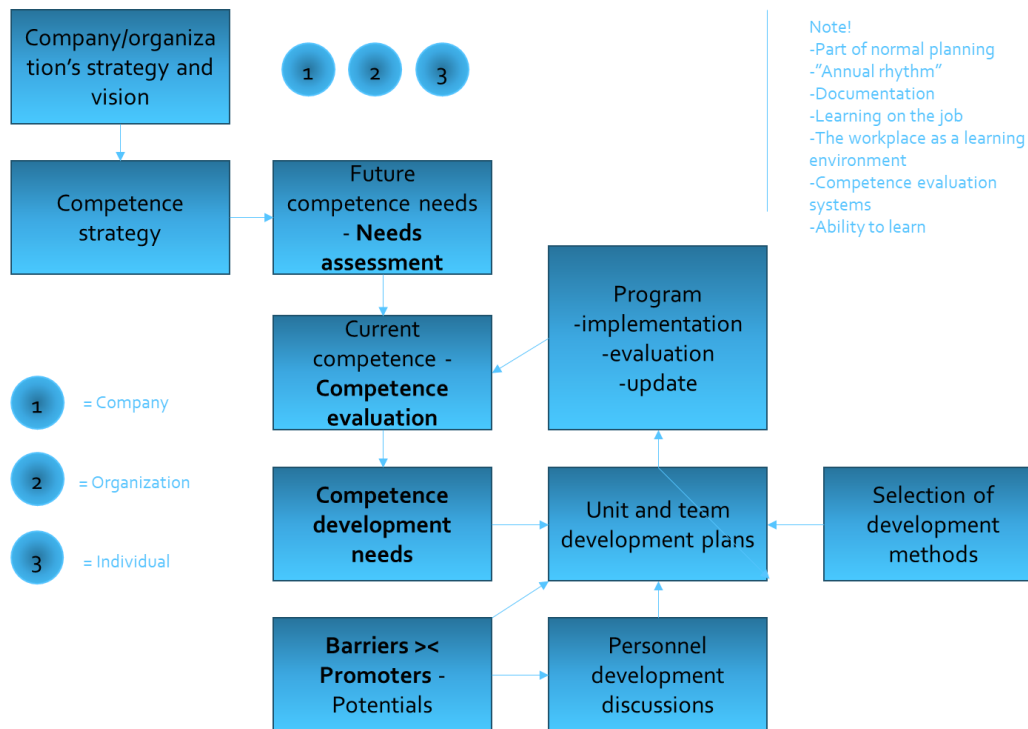 Company/organiza
tion's strategy and
vision
1 2 3
Note!
-Part of normal planning
-"Annual rhythm"
-Documentation
-Learning on the job
-The workplace as a learning
environment
-Competence evaluation
systems
-Ability to learn
Competence
strategy
Future
competence needs
- Needs
assessment
Program
-implementation
-evaluation
-update
Current
competence -
Competence
evaluation
1 = Company
2 = Organization
3 = Individual
Competence
development
needs
Unit and team
development plans
Selection of
development
methods
Barriers ><
Promoters -
Potentials
Personnel
development
discussions